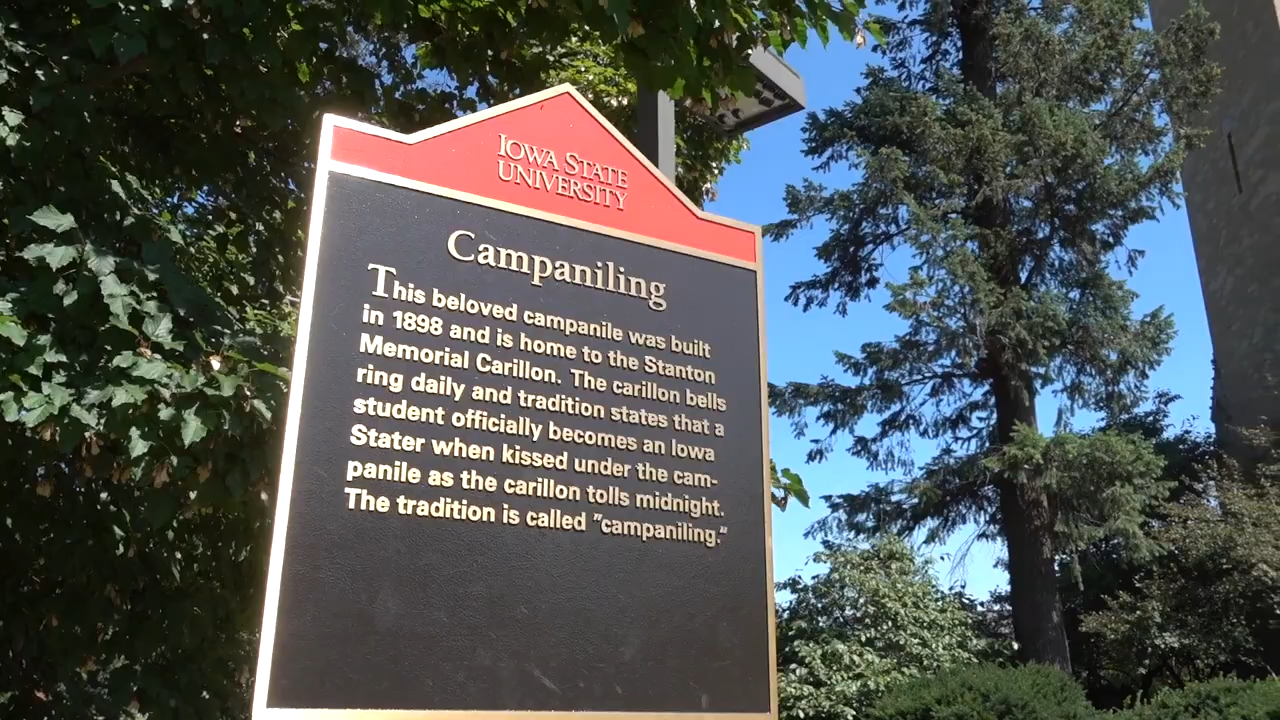 IOWA STATE
UNIVERSITY
Campaniling
This beloved campanile was built
in 1898 and is home to the Stanton
Memorial Carillon. The carillon bells
ring daily and tradition states that a
student officially becomes an Iowa
Stater when kissed under the cam-
panile as the carillon tolls midnight.
The tradition is called "campaniling."